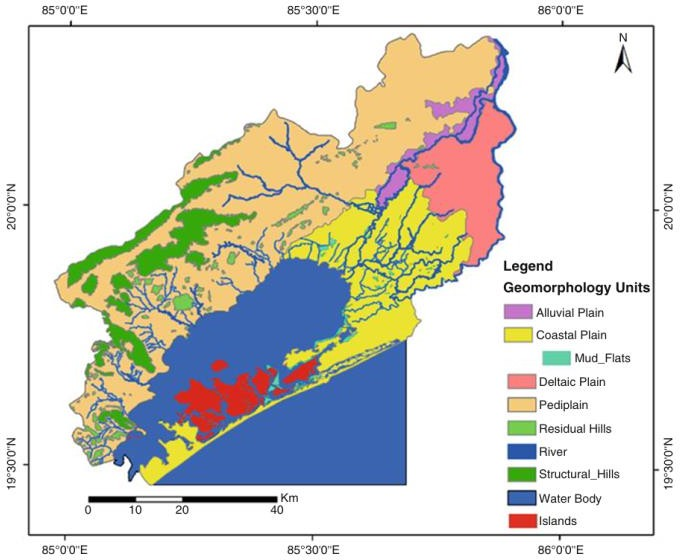 85°0'0"E 85°3'0"E 86°0'0"E
N
20°0'0"N 20°0'0"N
Legend
Geomorphology Units
Alluvial Plain
Coastal Plain
Mud_Flats
Deltaic Plain
Pediplain
Residual Hills
River
Structural_Hills
Water Body
Islands
19°30'0"N 19°30'0"N
Km
0 10 20 40
85°0'0"E 85°3'0"E 86°0'0"E